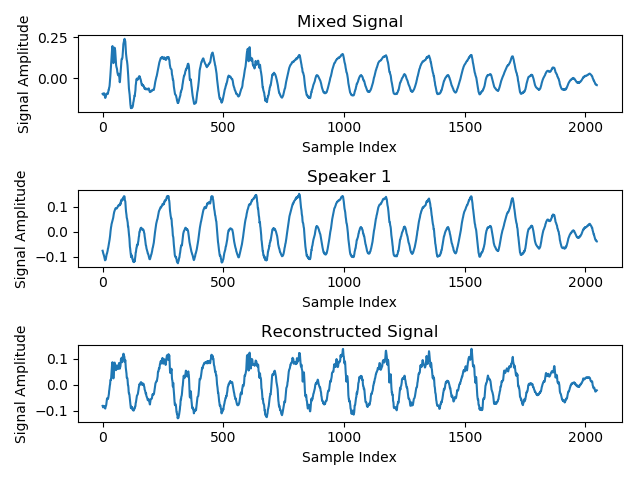 Mixed Signal
Signal Amplitude
0.25
0.00
0 500 1000 1500 2000
Sample Index
Speaker 1
Signal Amplitude
0.1
0.0
−0.1
0 500 1000 1500 2000
Sample Index
Reconstructed Signal
Signal Amplitude
0.1
0.0
−0.1
0 500 1000 1500 2000
Sample Index